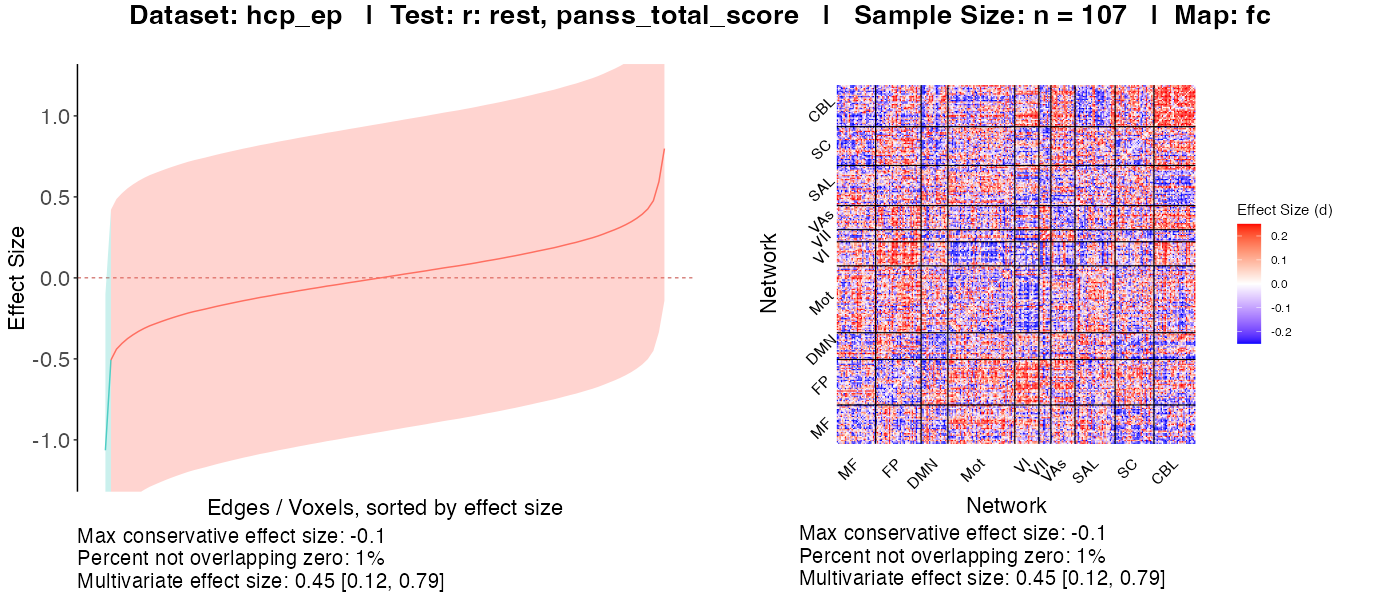 Dataset: hcp_ep | Test: r: rest, panss_total_score | Sample Size: n = 107 | Map: fc
Effect Size
1.0
0.5
0.0
-0.5
-1.0
Edges / Voxels, sorted by effect size
Max conservative effect size: -0.1
Percent not overlapping zero: 1%
Multivariate effect size: 0.45 [0.12, 0.79]
Network
CBL
SC
SAL
VAs
VII
VI
Mot
DMN
FP
MF
MF
FP
DMN
Mot
VI
VII
VAs
SAL
SC
CBL
Network
Max conservative effect size: -0.1
Percent not overlapping zero: 1%
Multivariate effect size: 0.45 [0.12, 0.79]
Effect Size (d)
0.2
0.1
0.0
-0.1
-0.2